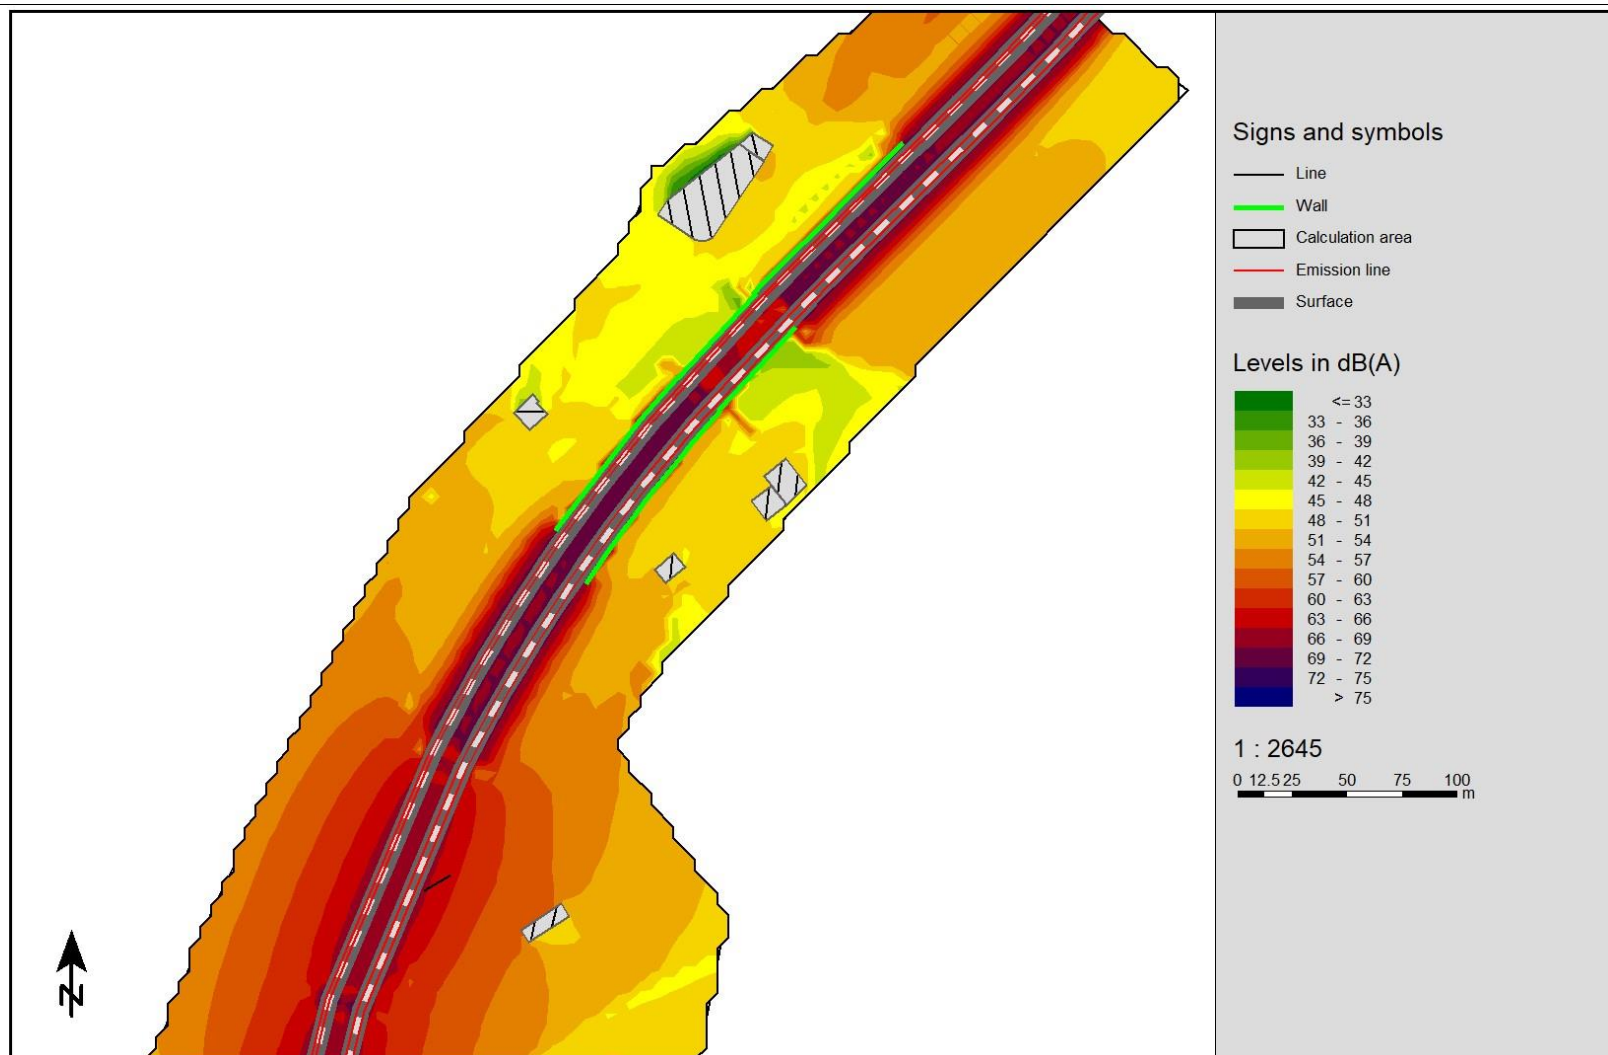 Signs and symbols
Line
Wall
Calculation area
Emission line
Surface
Levels in dB(A)
<= 33
33 - 36
36 - 39
39 - 42
42 - 45
45 - 48
48 - 51
51 - 54
54 - 57
57 - 60
60 - 63
63 - 66
66 - 69
69 - 72
72 - 75
> 75
1 : 2645
0 12.5 25 50 75 100
m
N